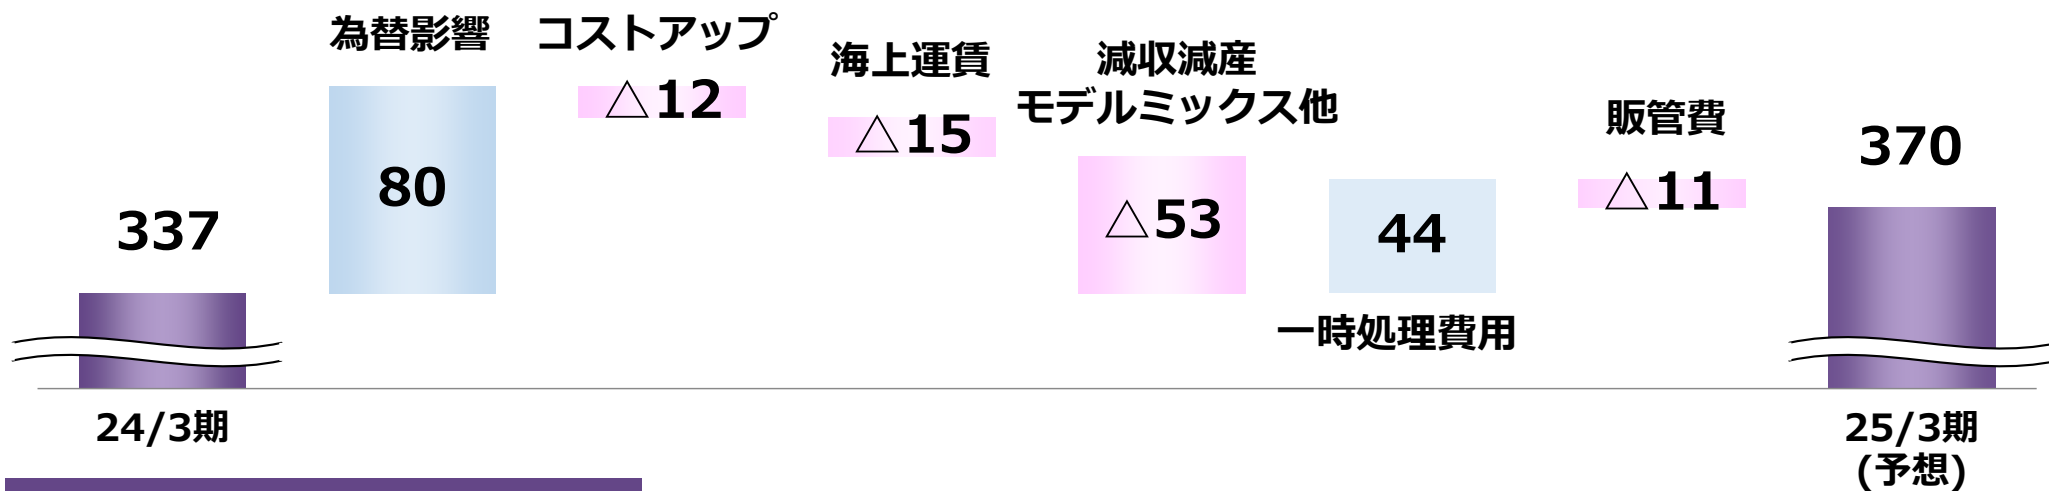 為替影響
80
コストアップ
△12
海上運賃
△15
減収減産
モデルミックス他
△53
44
一時処理費用
販管費
△11
337
24/3期
370
25/3期
(予想)